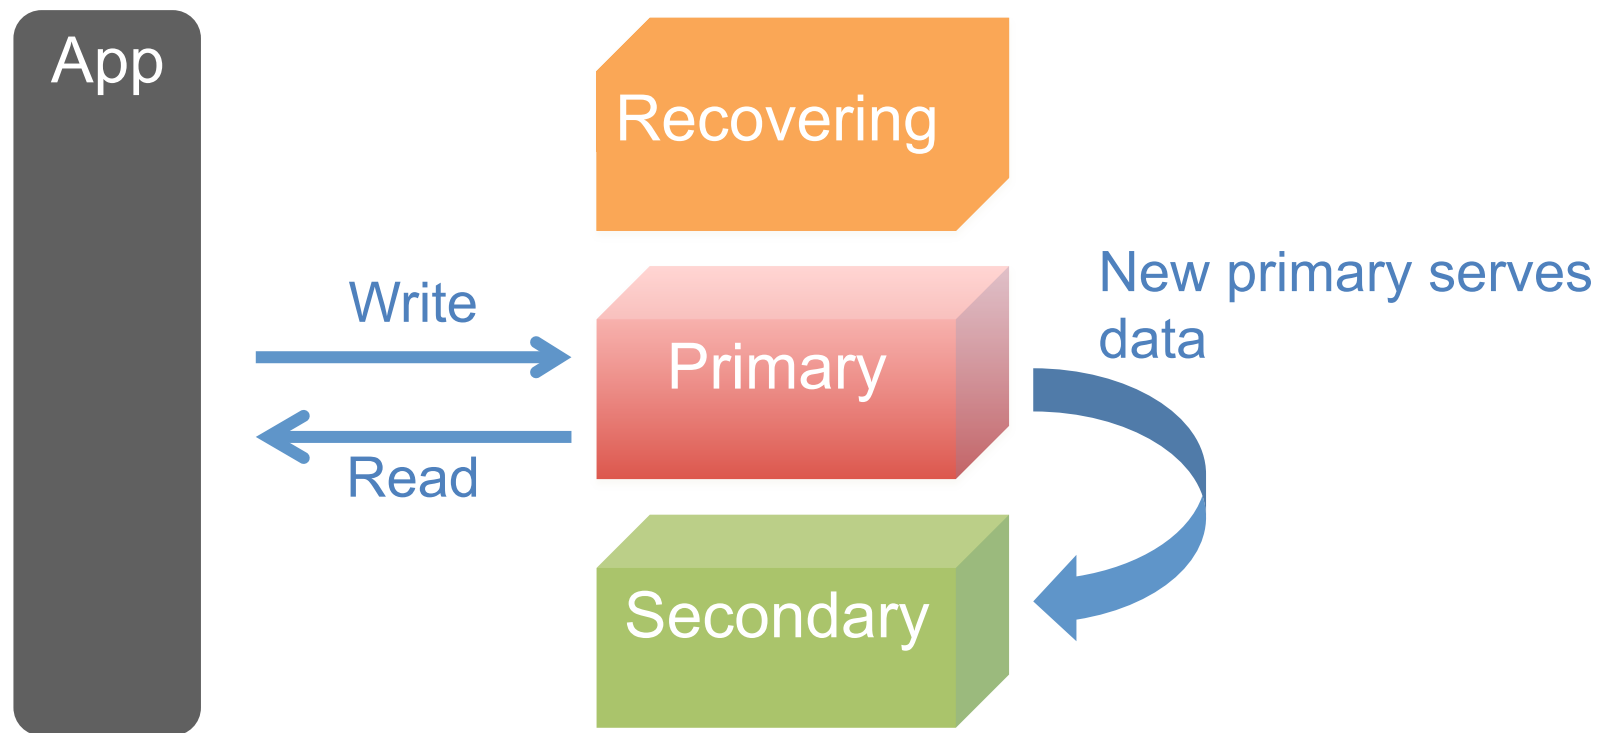 App
Recovering
Write
Primary
Read
New primary serves
data
Secondary